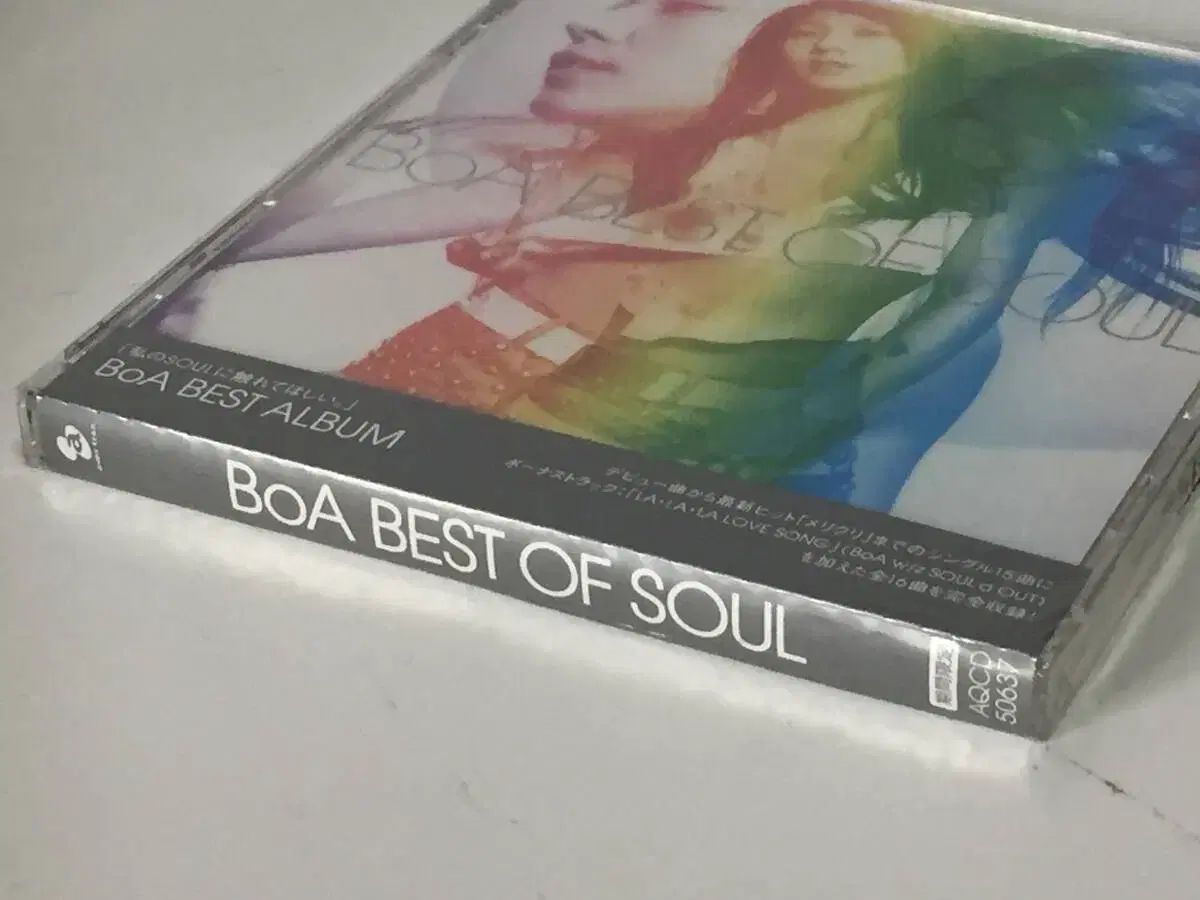 BOA BEST OF SOUL
「私のSOULに触れてほしい。」
BoA BEST ALBUM
デビュー曲から最新ヒット「メリクリ」までのシングル15曲に
ボーナストラック:「LA・LA・LA LOVE SONG」(BoA w/z SOUL'd OUT)
を加えた全16曲を完全収録!
a
BoA BEST OF SOUL
AQCD
50637